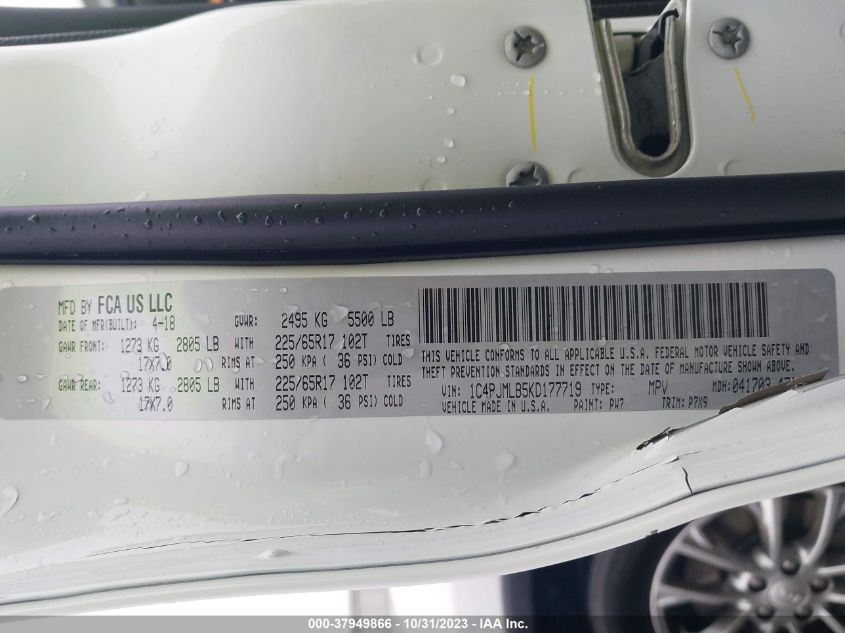 MFD BY FCA US LLC
DATE OF MFR(BUILT): 4-18 GVWR: 2495 KG 5500 LB
GAWR FRONT: 1273 KG 2805 LB WITH 225/65R17 102T TIRES
17X7.0 RIMS AT 250 KPA ( 36 PSI) COLD
GAWR REAR: 1273 KG 2805 LB WITH 225/65R17 102T TIRES
17X7.0 RIMS AT 250 KPA ( 36 PSI) COLD
THIS VEHICLE CONFORMS TO ALL APPLICABLE U.S.A. FEDERAL MOTOR VEHICLE SAFETY AND
THEFT PREVENTION STANDARDS IN EFFECT ON THE DATE OF MANUFACTURE SHOWN ABOVE.
VIN: 1C4PJMLB5KD177719 TYPE: MPV MDH: 041703
VEHICLE MADE IN U.S.A. PAINT: PW7 TRIM: P7X9
000-37949866 - 10/31/2023 - IAA Inc.